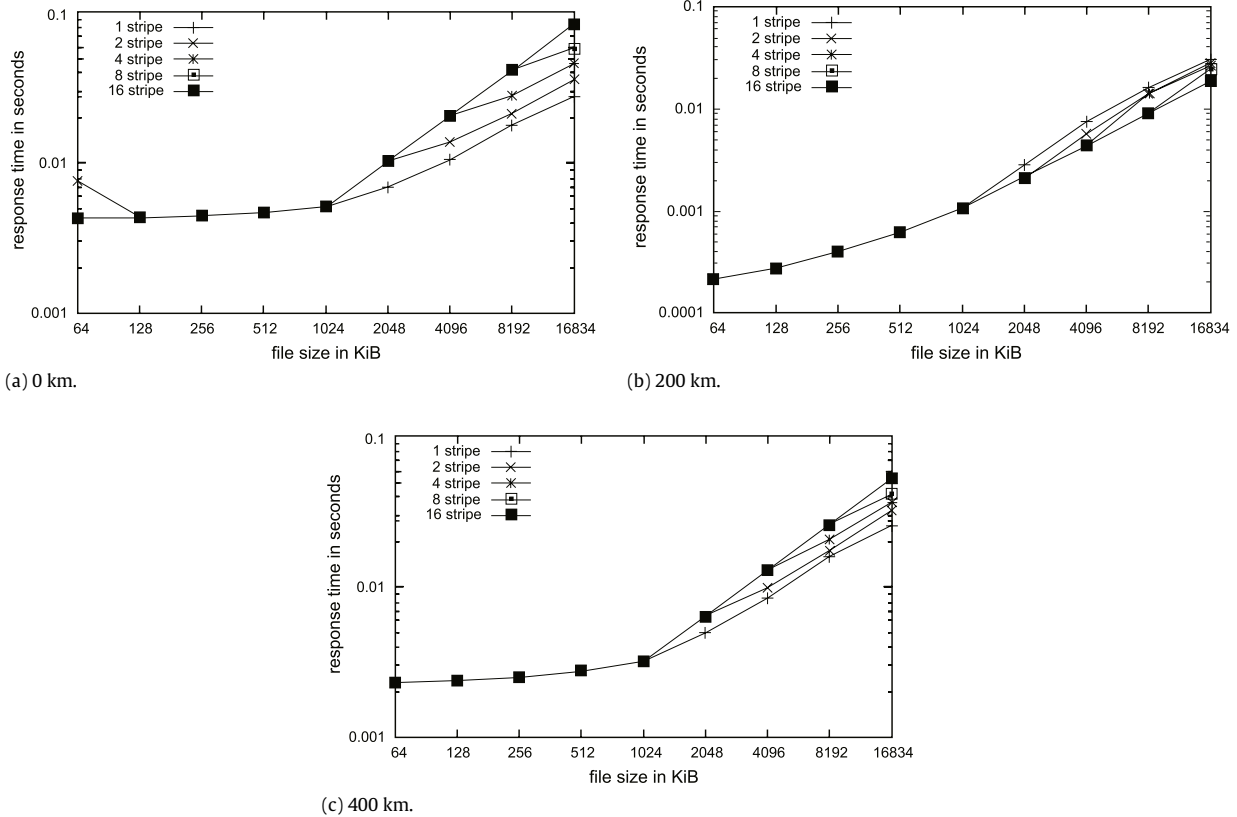 0.1
0.01
0.001
response time in seconds
1 stripe
2 stripe
4 stripe
8 stripe
16 stripe
64 128 256 512 1024 2048 4096 8192 16834
file size in KiB
(a) 0 km.
0.1
0.01
0.001
0.0001
response time in seconds
1 stripe
2 stripe
4 stripe
8 stripe
16 stripe
64 128 256 512 1024 2048 4096 8192 16834
file size in KiB
(b) 200 km.
0.1
0.01
0.001
response time in seconds
1 stripe
2 stripe
4 stripe
8 stripe
16 stripe
64 128 256 512 1024 2048 4096 8192 16834
file size in KiB
(c) 400 km.